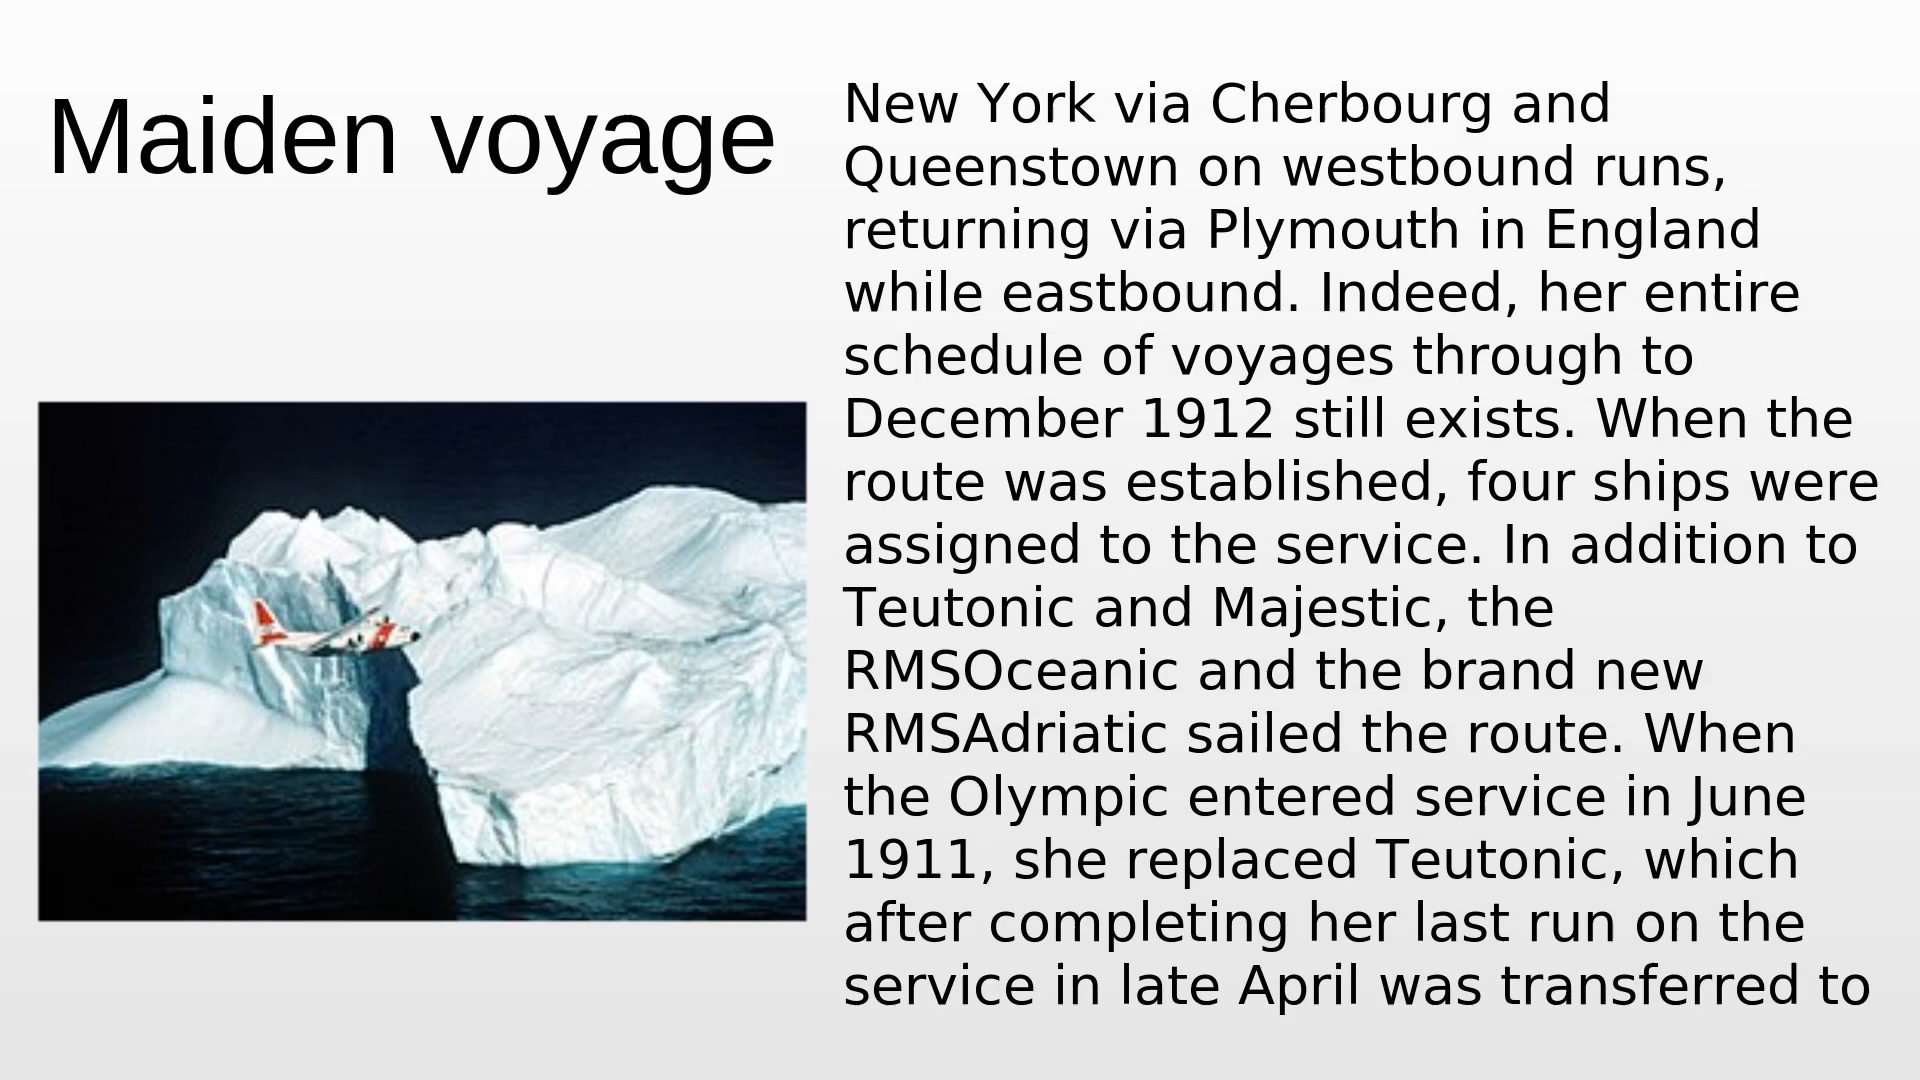 Maiden voyage
New York via Cherbourg and
Queenstown on westbound runs,
returning via Plymouth in England
while eastbound. Indeed, her entire
schedule of voyages through to
December 1912 still exists. When the
route was established, four ships were
assigned to the service. In addition to
Teutonic and Majestic, the
RMSOceanic and the brand new
RMSAdriatic sailed the route. When
the Olympic entered service in June
1911, she replaced Teutonic, which
after completing her last run on the
service in late April was transferred to